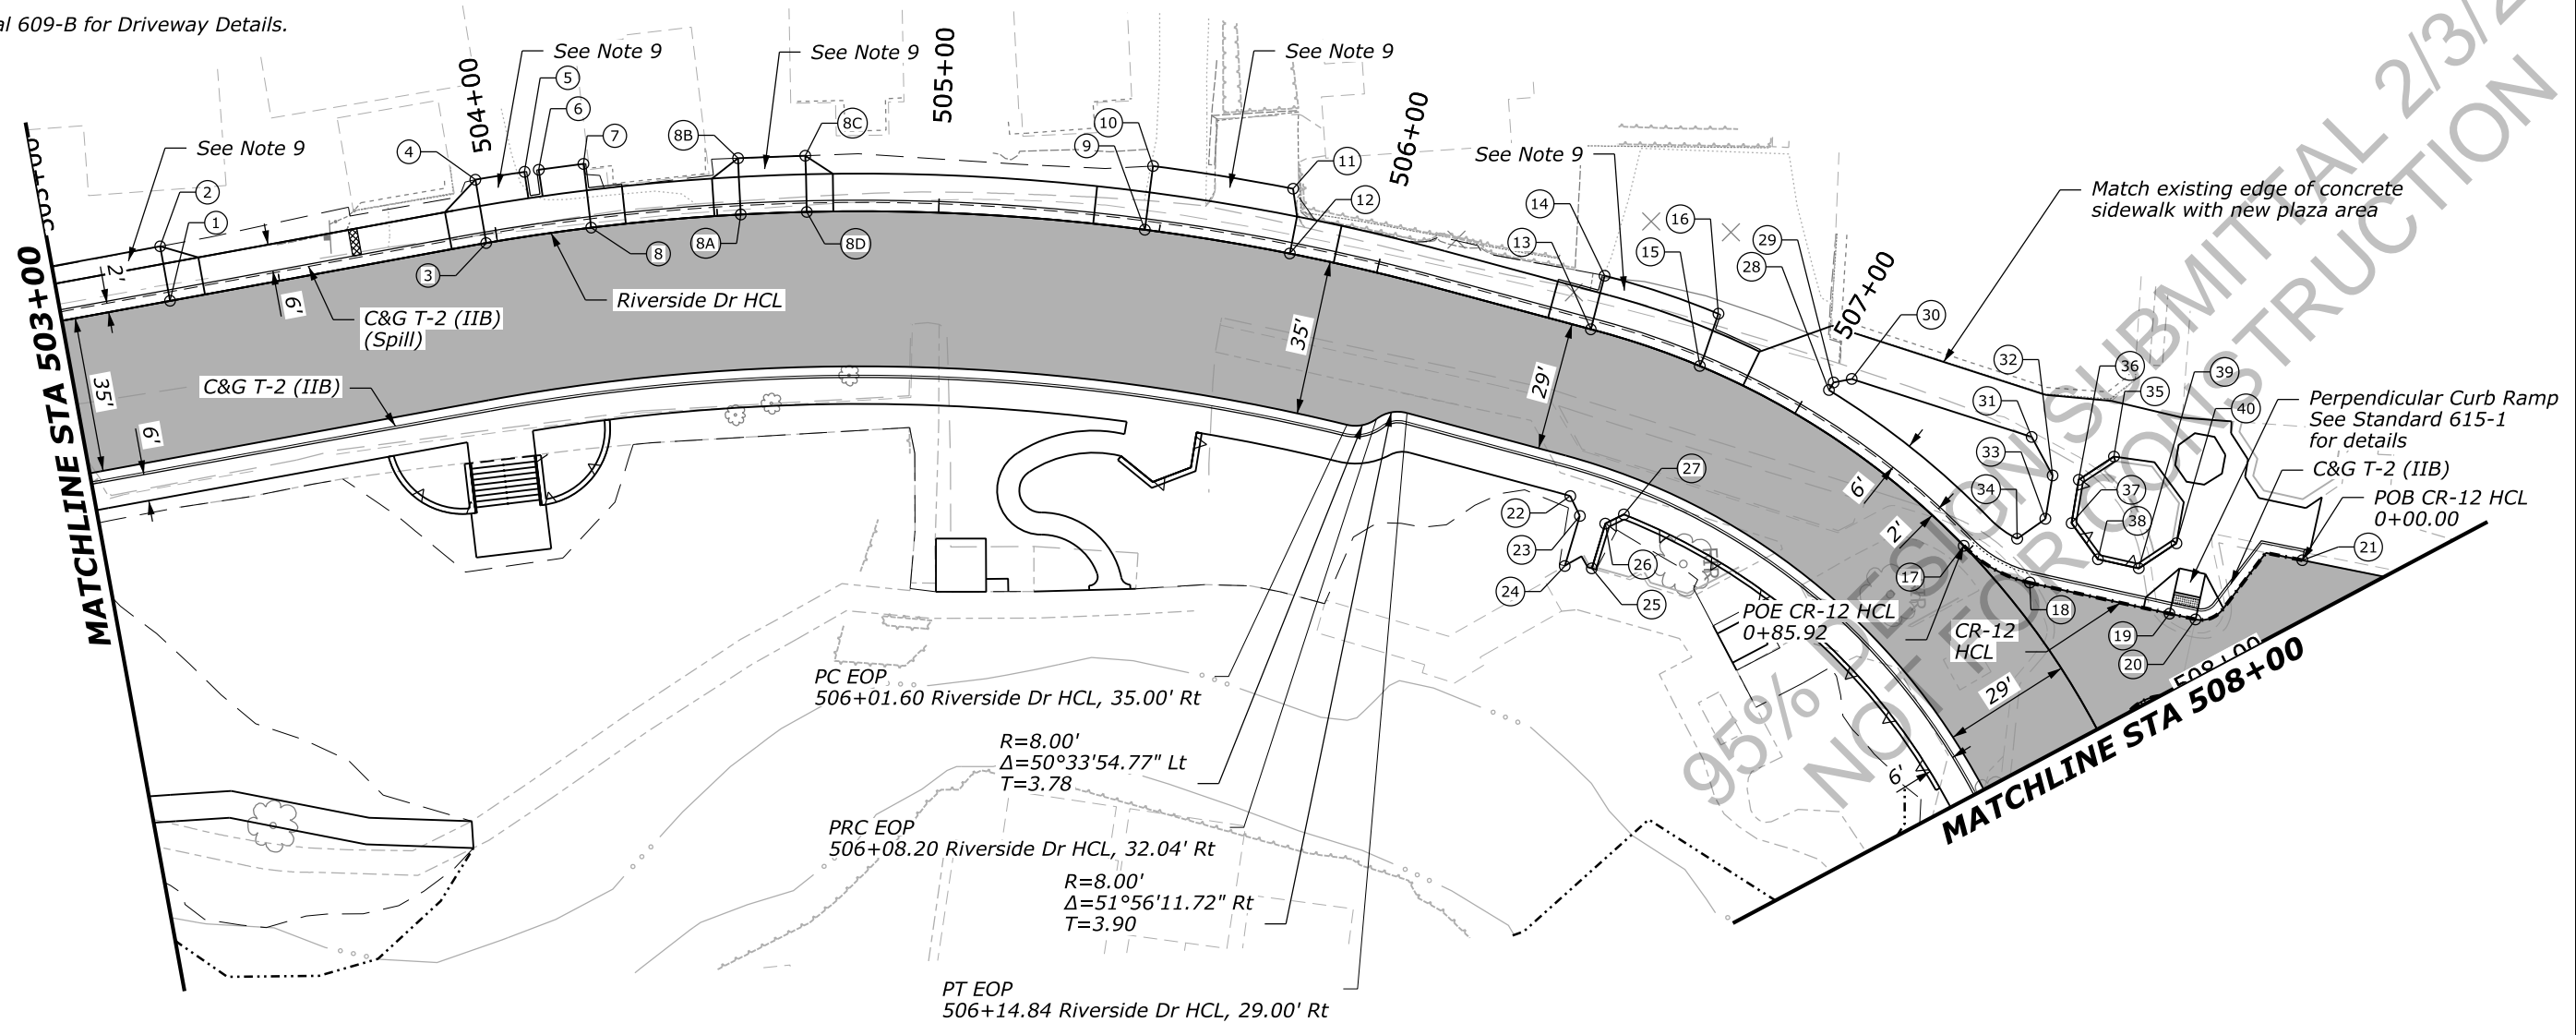 al 609-B for Driveway Details.
See Note 9
504+00
See Note 9
5
6
7
4
See Note 9
2
1
3
8
8B
8A
8C
8D
See Note 9
505+00
See Note 9
10
9
11
12
506+00
See Note 9
14
13
16
15
29
28
507+00
30
Match existing edge of concrete
sidewalk with new plaza area
32
31
33
34
36
35
39
37
40
38
Perpendicular Curb Ramp
See Standard 615-1
for details
C&G T-2 (IIB)
POB CR-12 HCL
0+00.00
21
2'
6'
C&G T-2 (IIB)
(Spill)
Riverside Dr HCL
C&G T-2 (IIB)
35'
6'
35'
29'
6'
2'
27
22
23
26
24
25
17
18
19
20
POE CR-12 HCL
0+85.92
CR-12
HCL
29'
6'
508+00
MATCHLINE STA 503+00
MATCHLINE STA 508+00
PC EOP
506+01.60 Riverside Dr HCL, 35.00' Rt
R=8.00'
Δ=50°33'54.77" Lt
T=3.78
PRC EOP
506+08.20 Riverside Dr HCL, 32.04' Rt
R=8.00'
Δ=51°56'11.72" Rt
T=3.90
PT EOP
506+14.84 Riverside Dr HCL, 29.00' Rt
95% DESIGN SUBMITTAL 2/3/2
NOT FOR CONSTRUCTION